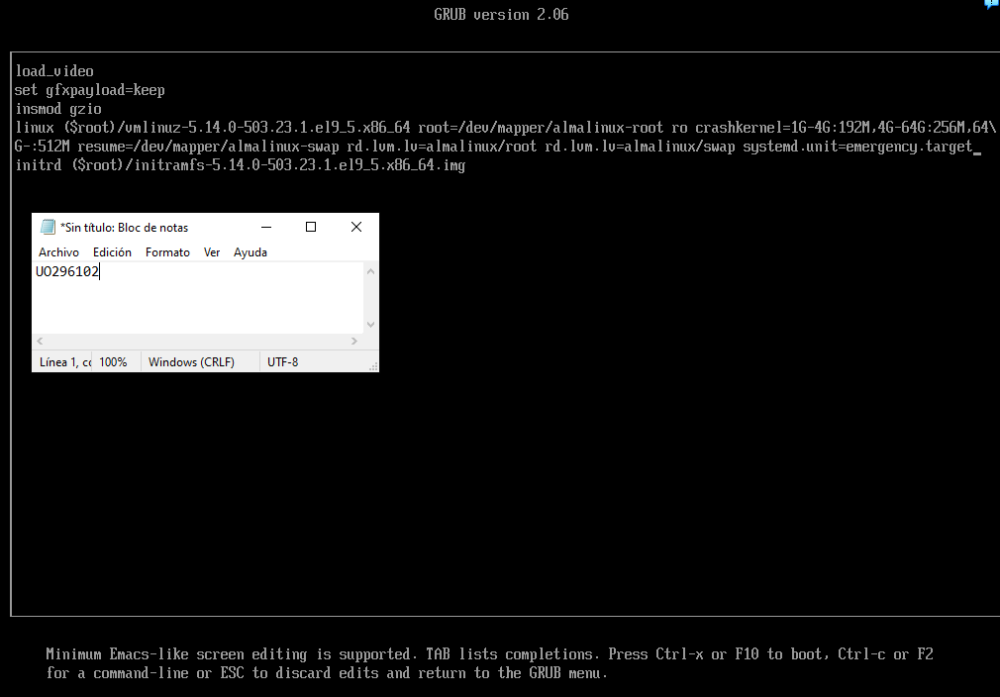 GRUB version 2.06
load_video
set gfxpayload=keep
insmod gzio
linux ($root)/vmlinuz-5.14.0-503.23.1.el9_5.x86_64 root=/dev/mapper/almalinux-root ro crashkernel=1G-4G:192M,4G-64G:256M,64\
G-:512M resume=/dev/mapper/almalinux-swap rd.lvm.lv=almalinux/root rd.lvm.lv=almalinux/swap systemd.unit=emergency.target_
initrd ($root)/initramfs-5.14.0-503.23.1.el9_5.x86_64.img
*Sin título: Bloc de notas
Archivo Edición Formato Ver Ayuda
UO296102
Línea 1, co 100% Windows (CRLF) UTF-8
Minimum Emacs-like screen editing is supported. TAB lists completions. Press Ctrl-x or F10 to boot, Ctrl-c or F2
for a command-line or ESC to discard edits and return to the GRUB menu.